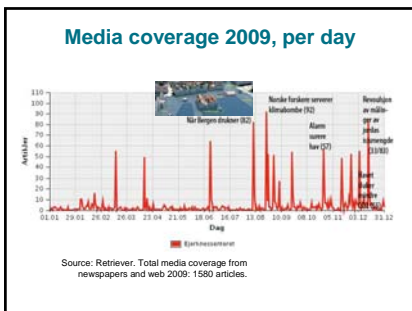 Media coverage 2009, per day
Når Bergen drukner (82)
Norske forskere serverer
klimabombe (92)
Alarm
surere
hav (57)
Revolusjon
av målin-
ger av
jordas
(33/83)
Artikler
110
100
90
80
70
60
50
40
30
20
10
0
01.01
29.01
26.02
26.03
23.04
21.05
18.06
16.07
13.08
10.09
08.10
05.11
03.12
31.12
Dag
Bjerknessenteret
Source: Retriever. Total media coverage from
newspapers and web 2009: 1580 articles.